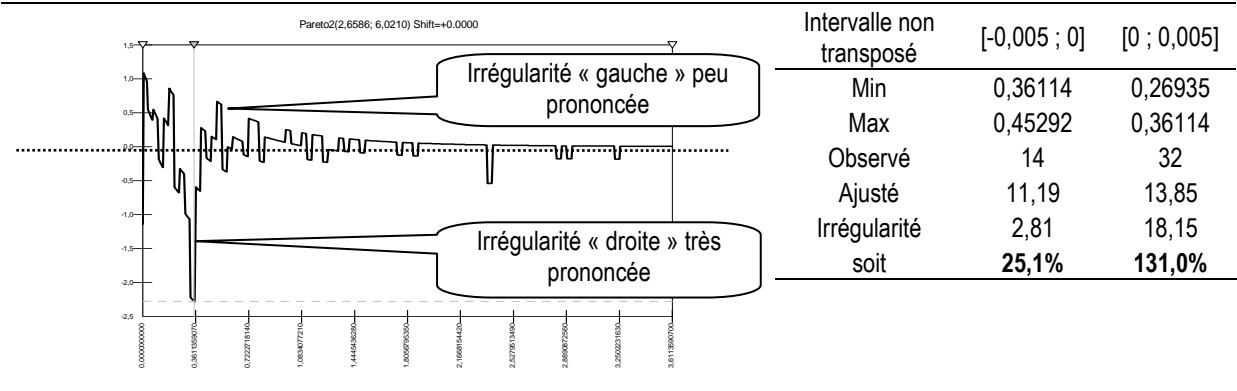 Pareto2(2,6586; 6,0210) Shift=+0.0000
1,5
1,0
0,5
0,0
-0,5
-1,0
-1,5
-2,0
-2,5
Irrégularité « gauche » peu
prononcée
Irrégularité « droite » très
prononcée
0,0000000000
0,3611359070
0,7222718140
1,0834077210
1,4445436280
1,8056795350
2,1668154420
2,5279513490
2,8890872560
3,2502231630
3,6113590700
Intervalle non
transposé
[-0,005 ; 0] [0 ; 0,005]
Min 0,36114 0,26935
Max 0,45292 0,36114
Observé 14 32
Ajusté 11,19 13,85
Irrégularité 2,81 18,15
soit 25,1% 131,0%